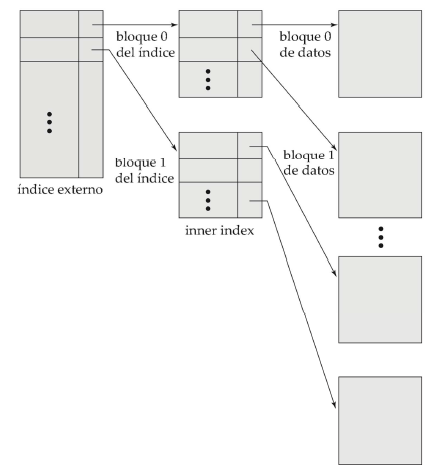 bloque 0
del índice
bloque 0
de datos
bloque 1
del índice
bloque 1
de datos
índice externo
inner index